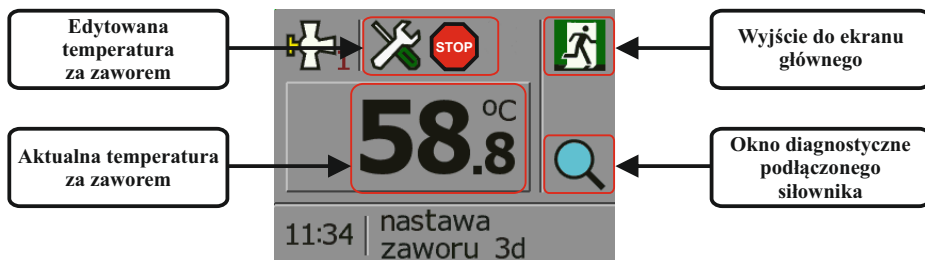 Edytowana
temperatura
za zaworem
1
STOP
Wyjście do ekranu
głównego
Aktualna temperatura
za zaworem
58.8 °C
Okno diagnostyczne
podłączonego
siłownika
11:34
nastawa
zaworu 3d